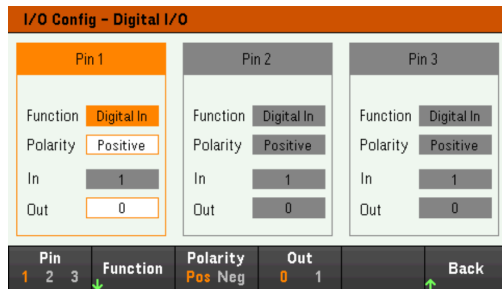 I/O Config - Digital I/O
Pin 1
Function Digital In
Polarity Positive
In 1
Out 0
Pin 2
Function Digital In
Polarity Positive
In 1
Out 0
Pin 3
Function Digital In
Polarity Positive
In 1
Out 0
Pin
1 2 3
Function
Polarity
Pos Neg
Out
0 1
Back